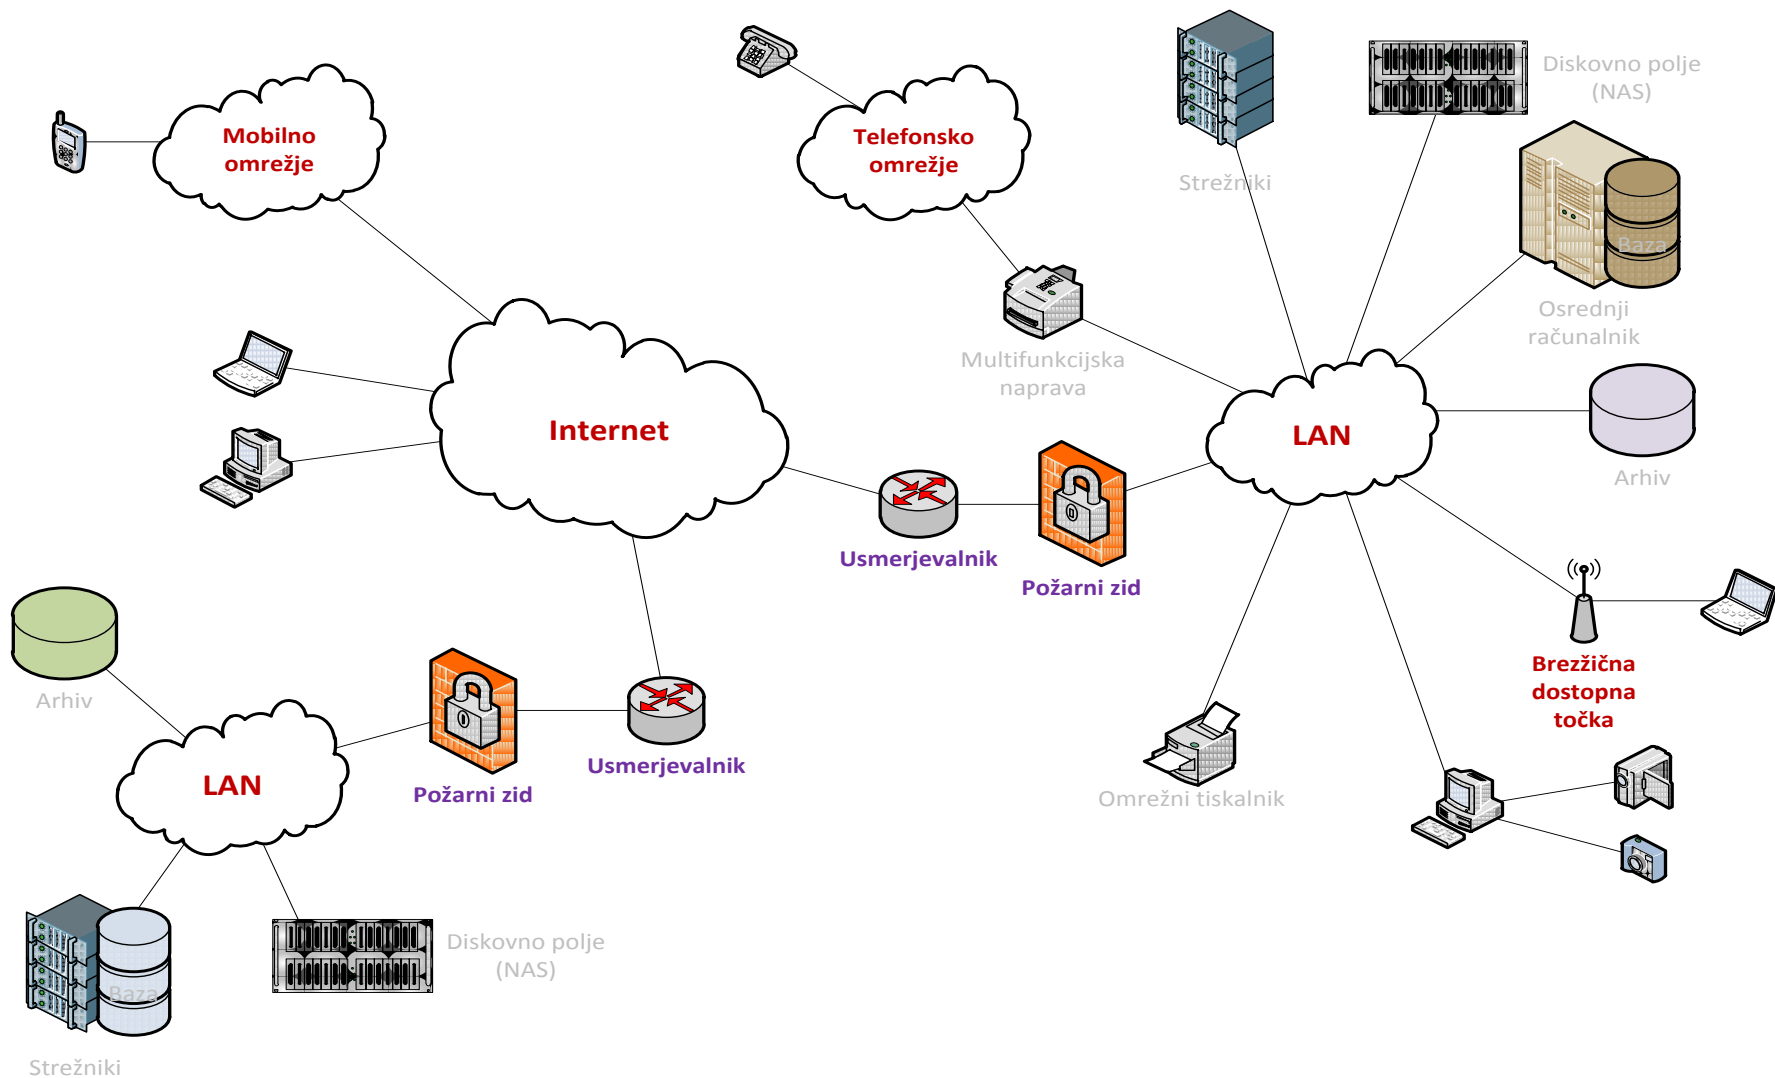 Diskovno polje
(NAS)
Mobilno
omrežje
Telefonsko
omrežje
Strežniki
Baza
Osrednji
računalnik
Multifunkcijska
naprava
Internet
LAN
Arhiv
Usmerjevalnik
Požarni zid
Brezžična
dostopna
točka
Arhiv
LAN
Požarni zid
Usmerjevalnik
Omrežni tiskalnik
Diskovno polje
(NAS)
Baza
Strežniki